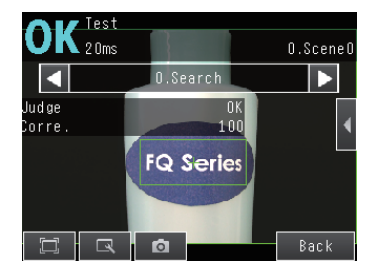 OK Test
20ms
0.Scene0
0.Search
Judge OK
Corre. 100
FQ Series
Back